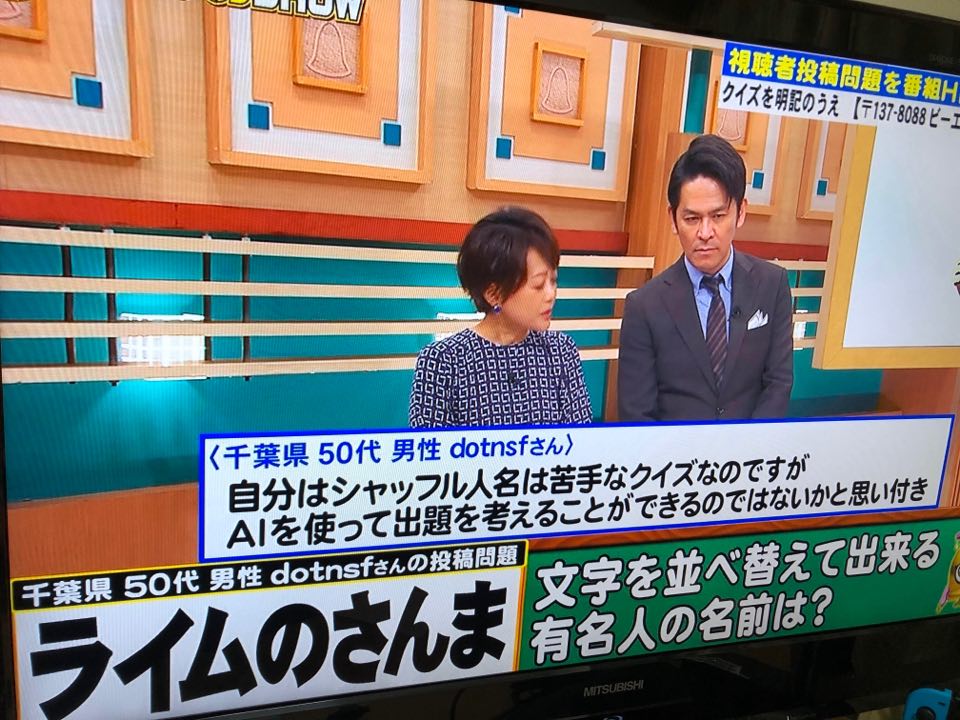 視聴者投稿問題を番組H
クイズを明記のうえ 【〒137-8088 ビーエ
〈千葉県 50代 男性 dotnsfさん〉
自分はシャッフル人名は苦手なクイズなのですが
AIを使って出題を考えることができるのではないかと思い付き
千葉県 50代 男性 dotnsfさんの投稿問題
ライムのさんま
文字を並べ替えて出来る
有名人の名前は?
MITSUBISHI